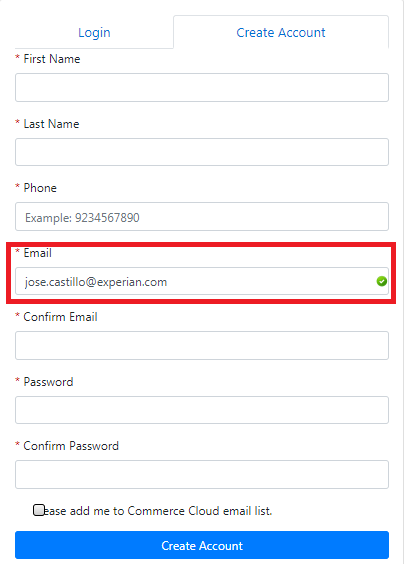 Login
Create Account
* First Name
* Last Name
* Phone
Example: 9234567890
* Email
jose.castillo@experian.com
* Confirm Email
* Password
* Confirm Password
ease add me to Commerce Cloud email list.
Create Account